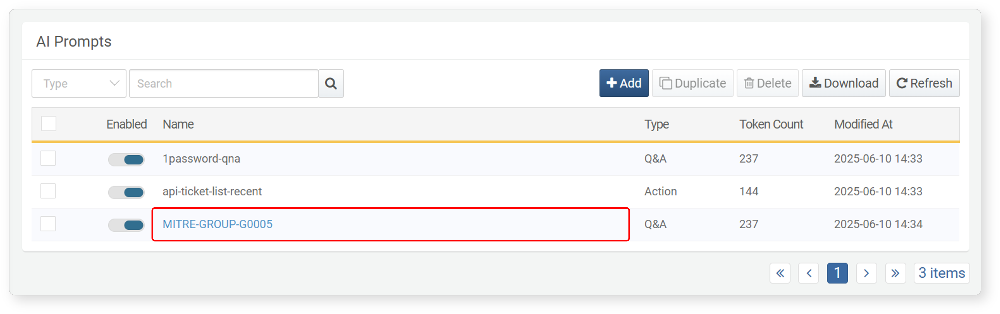 AI Prompts
Type Search Add Duplicate Delete Download Refresh
Enabled Name Type Token Count Modified At
1password-qna Q&A 237 2025-06-10 14:33
api-ticket-list-recent Action 144 2025-06-10 14:33
MITRE-GROUP-G0005 Q&A 237 2025-06-10 14:34
1 3 items